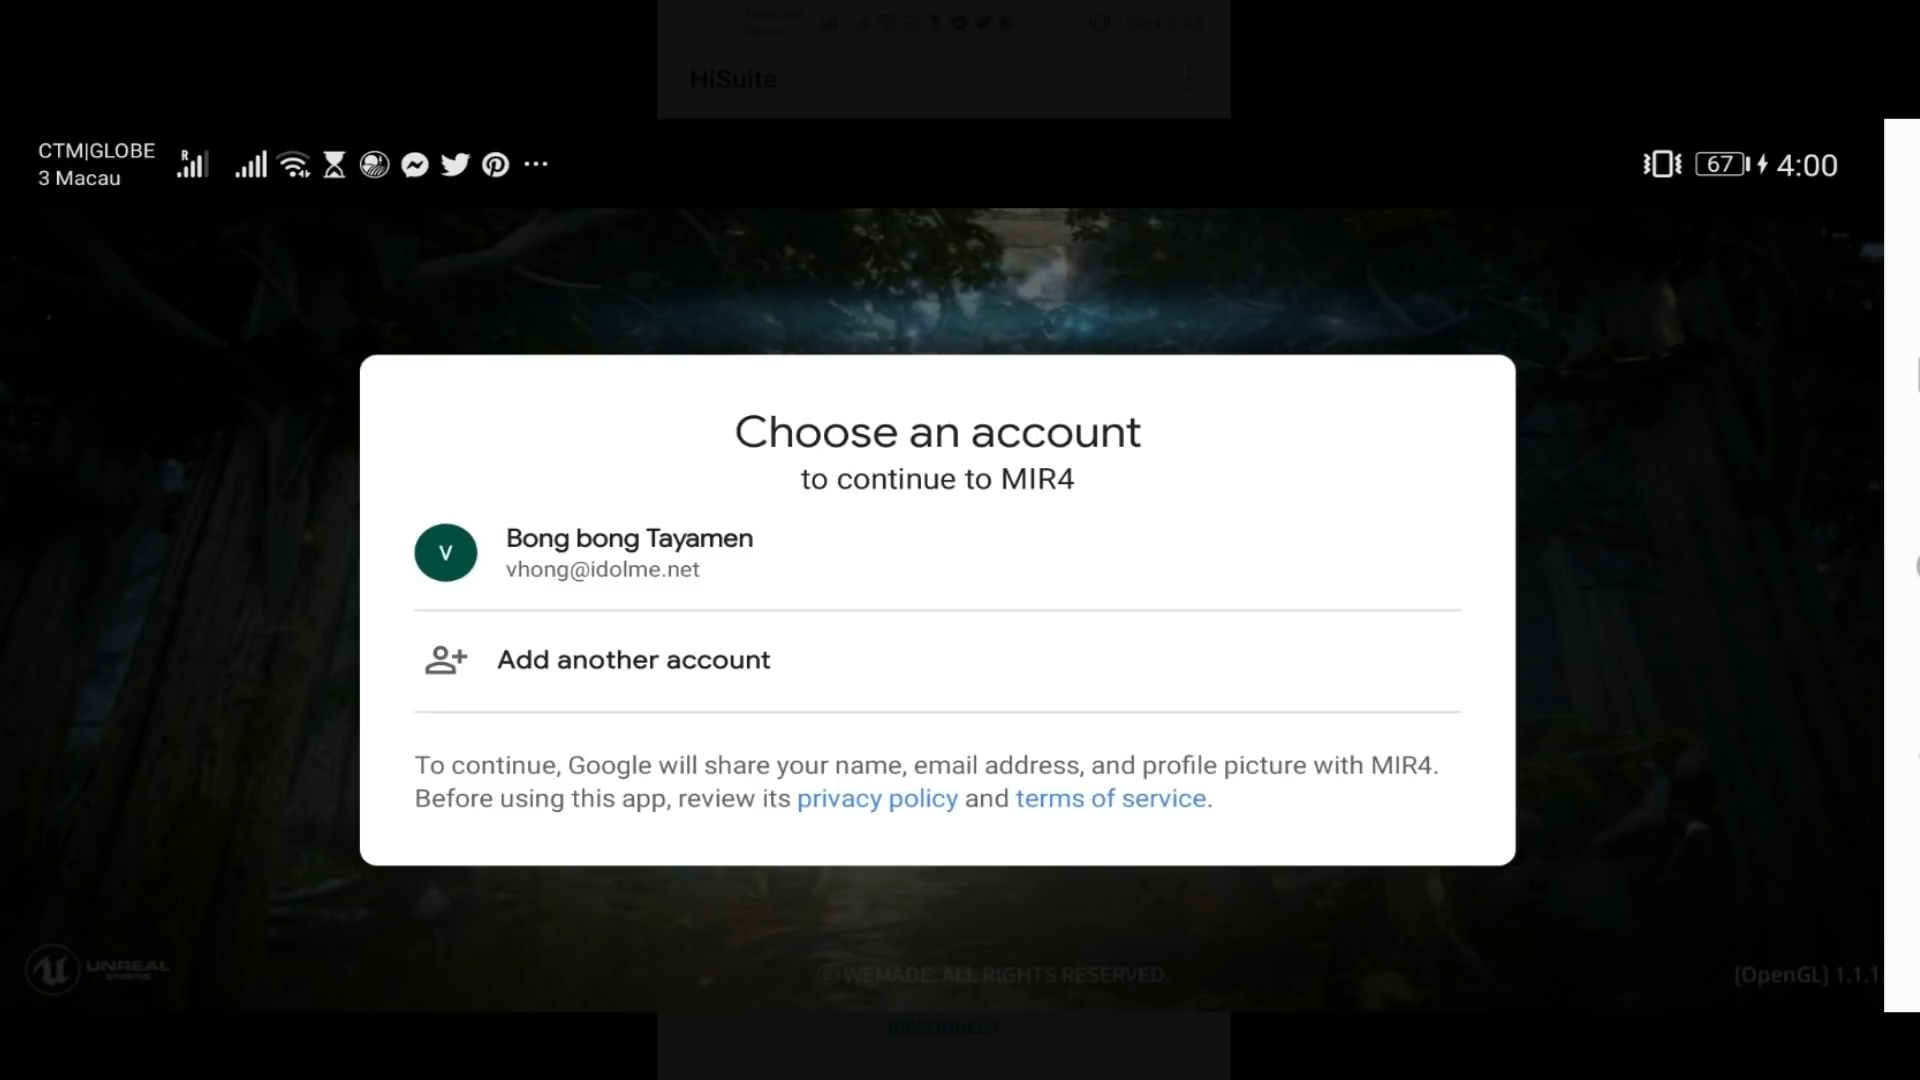 HiSuite
CTM|GLOBE
3 Macau
R
67
4:00
Choose an account
to continue to MIR4
V
Bong bong Tayamen
vhong@idolme.net
Add another account
To continue, Google will share your name, email address, and profile picture with MIR4.
Before using this app, review its privacy policy and terms of service.
UNREAL
ENGINE
© WEMADE. ALL RIGHTS RESERVED.
[OpenGL] 1.1.1
DISCONNECT